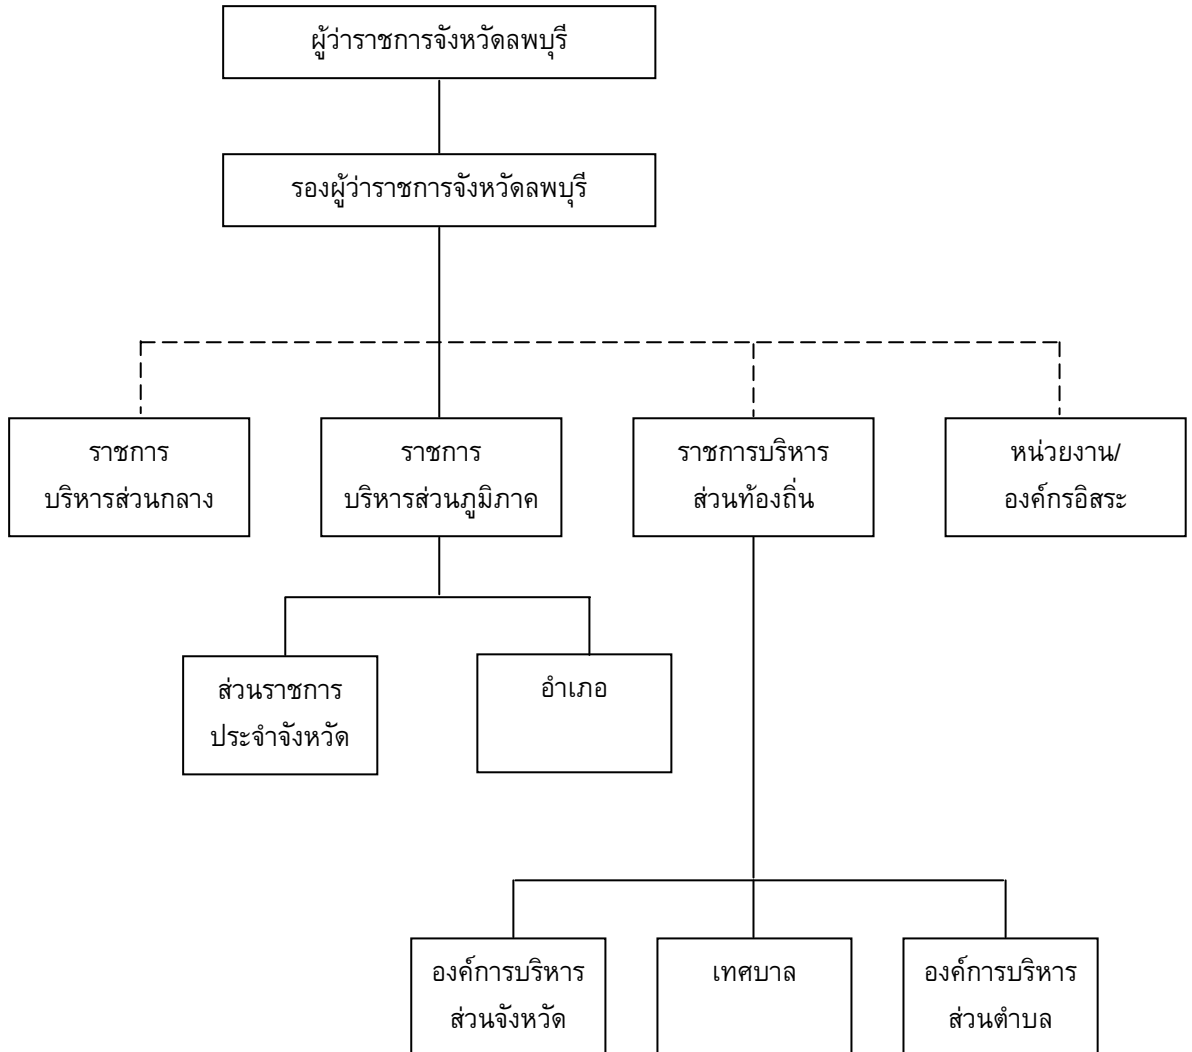 ผู้ว่าราชการจังหวัดลพบุรี
รองผู้ว่าราชการจังหวัดลพบุรี
ราชการ
บริหารส่วนกลาง
ราชการ
บริหารส่วนภูมิภาค
ราชการบริหาร
ส่วนท้องถิ่น
หน่วยงาน/
องค์กรอิสระ
ส่วนราชการ
ประจำจังหวัด
อำเภอ
องค์การบริหาร
ส่วนจังหวัด
เทศบาล
องค์การบริหาร
ส่วนตำบล